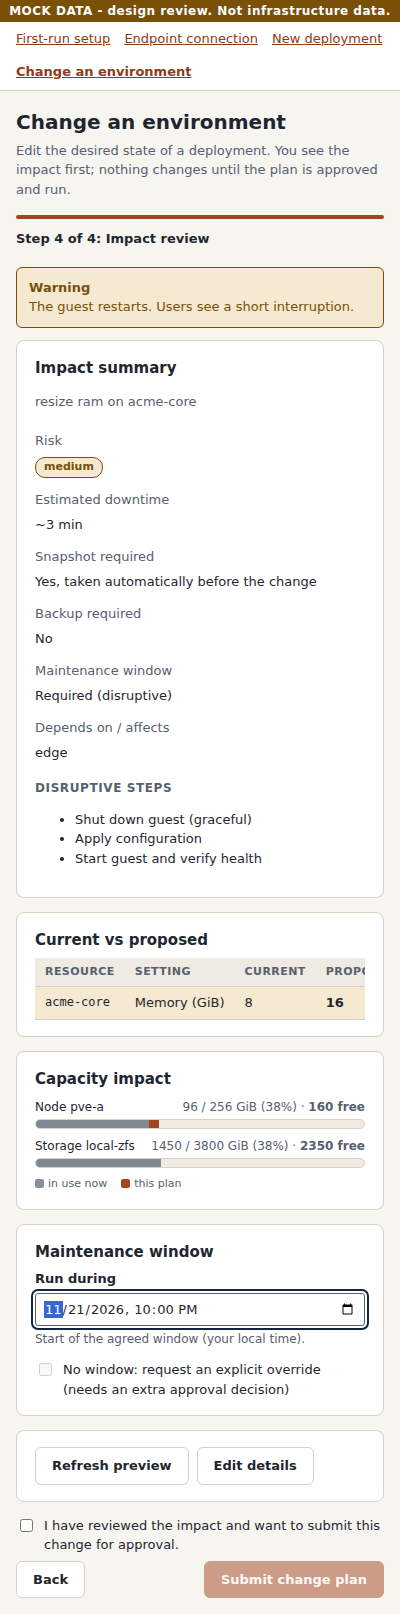 MOCK DATA - design review. Not infrastructure data.
First-run setup Endpoint connection New deployment
Change an environment
Change an environment
Edit the desired state of a deployment. You see the
impact first; nothing changes until the plan is approved
and run.
Step 4 of 4: Impact review
Warning
The guest restarts. Users see a short interruption.
Impact summary
resize ram on acme-core
Risk
medium
Estimated downtime
~3 min
Snapshot required
Yes, taken automatically before the change
Backup required
No
Maintenance window
Required (disruptive)
Depends on / affects
edge
DISRUPTIVE STEPS
• Shut down guest (graceful)
• Apply configuration
• Start guest and verify health
Current vs proposed
RESOURCE SETTING CURRENT
acme-core Memory (GiB) 8 16
Capacity impact
Node pve-a 96 / 256 GiB (38%) · 160 free
Storage local-zfs 1450 / 3800 GiB (38%) · 2350 free
in use now this plan
Maintenance window
Run during
11/21/2026, 10:00 PM
Start of the agreed window (your local time).
No window: request an explicit override
(needs an extra approval decision)
Refresh preview Edit details
I have reviewed the impact and want to submit this
change for approval.
Back Submit change plan